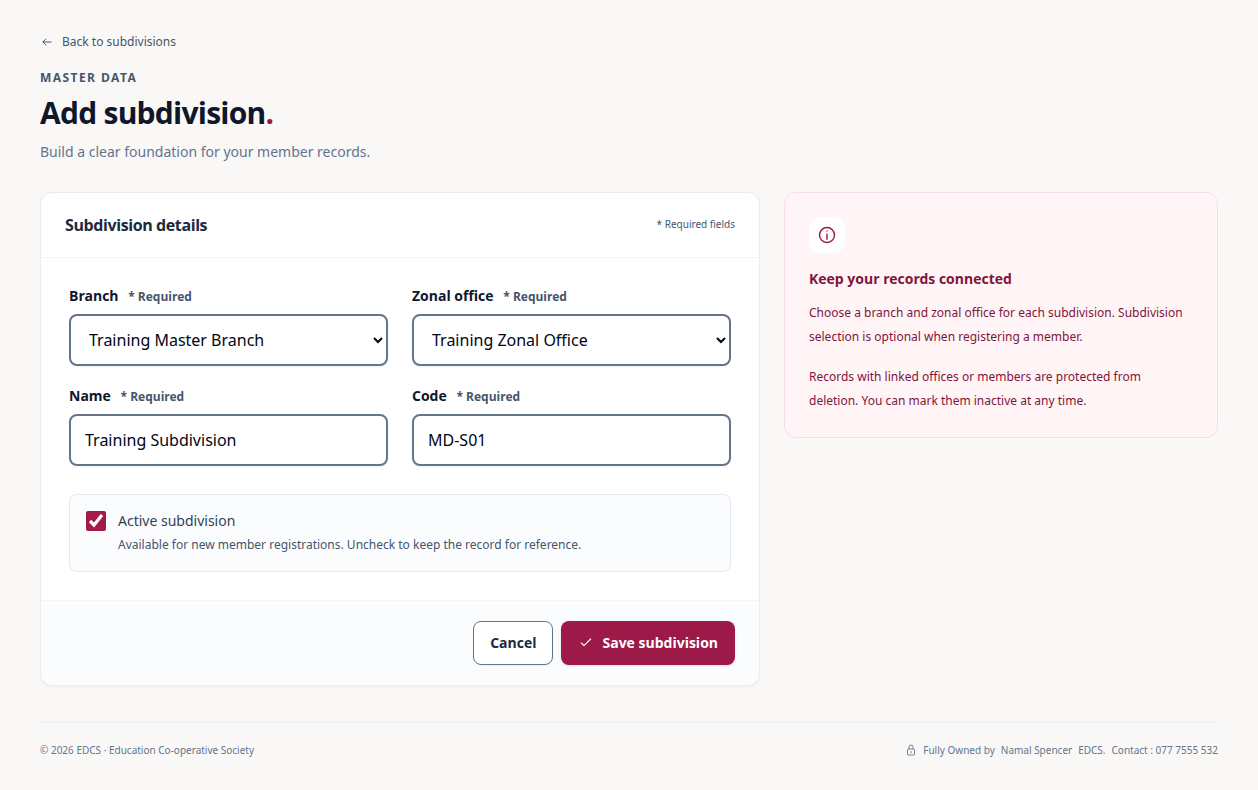 Back to subdivisions
MASTER DATA
Add subdivision.
Build a clear foundation for your member records.
Subdivision details
* Required fields
Branch * Required
Zonal office * Required
Training Master Branch
Training Zonal Office
Name * Required
Code * Required
Training Subdivision
MD-S01
Active subdivision
Available for new member registrations. Uncheck to keep the record for reference.
Cancel
Save subdivision
Keep your records connected
Choose a branch and zonal office for each subdivision. Subdivision
selection is optional when registering a member.
Records with linked offices or members are protected from
deletion. You can mark them inactive at any time.
© 2026 EDCS · Education Co-operative Society
Fully Owned by Namal Spencer EDCS. Contact : 077 7555 532